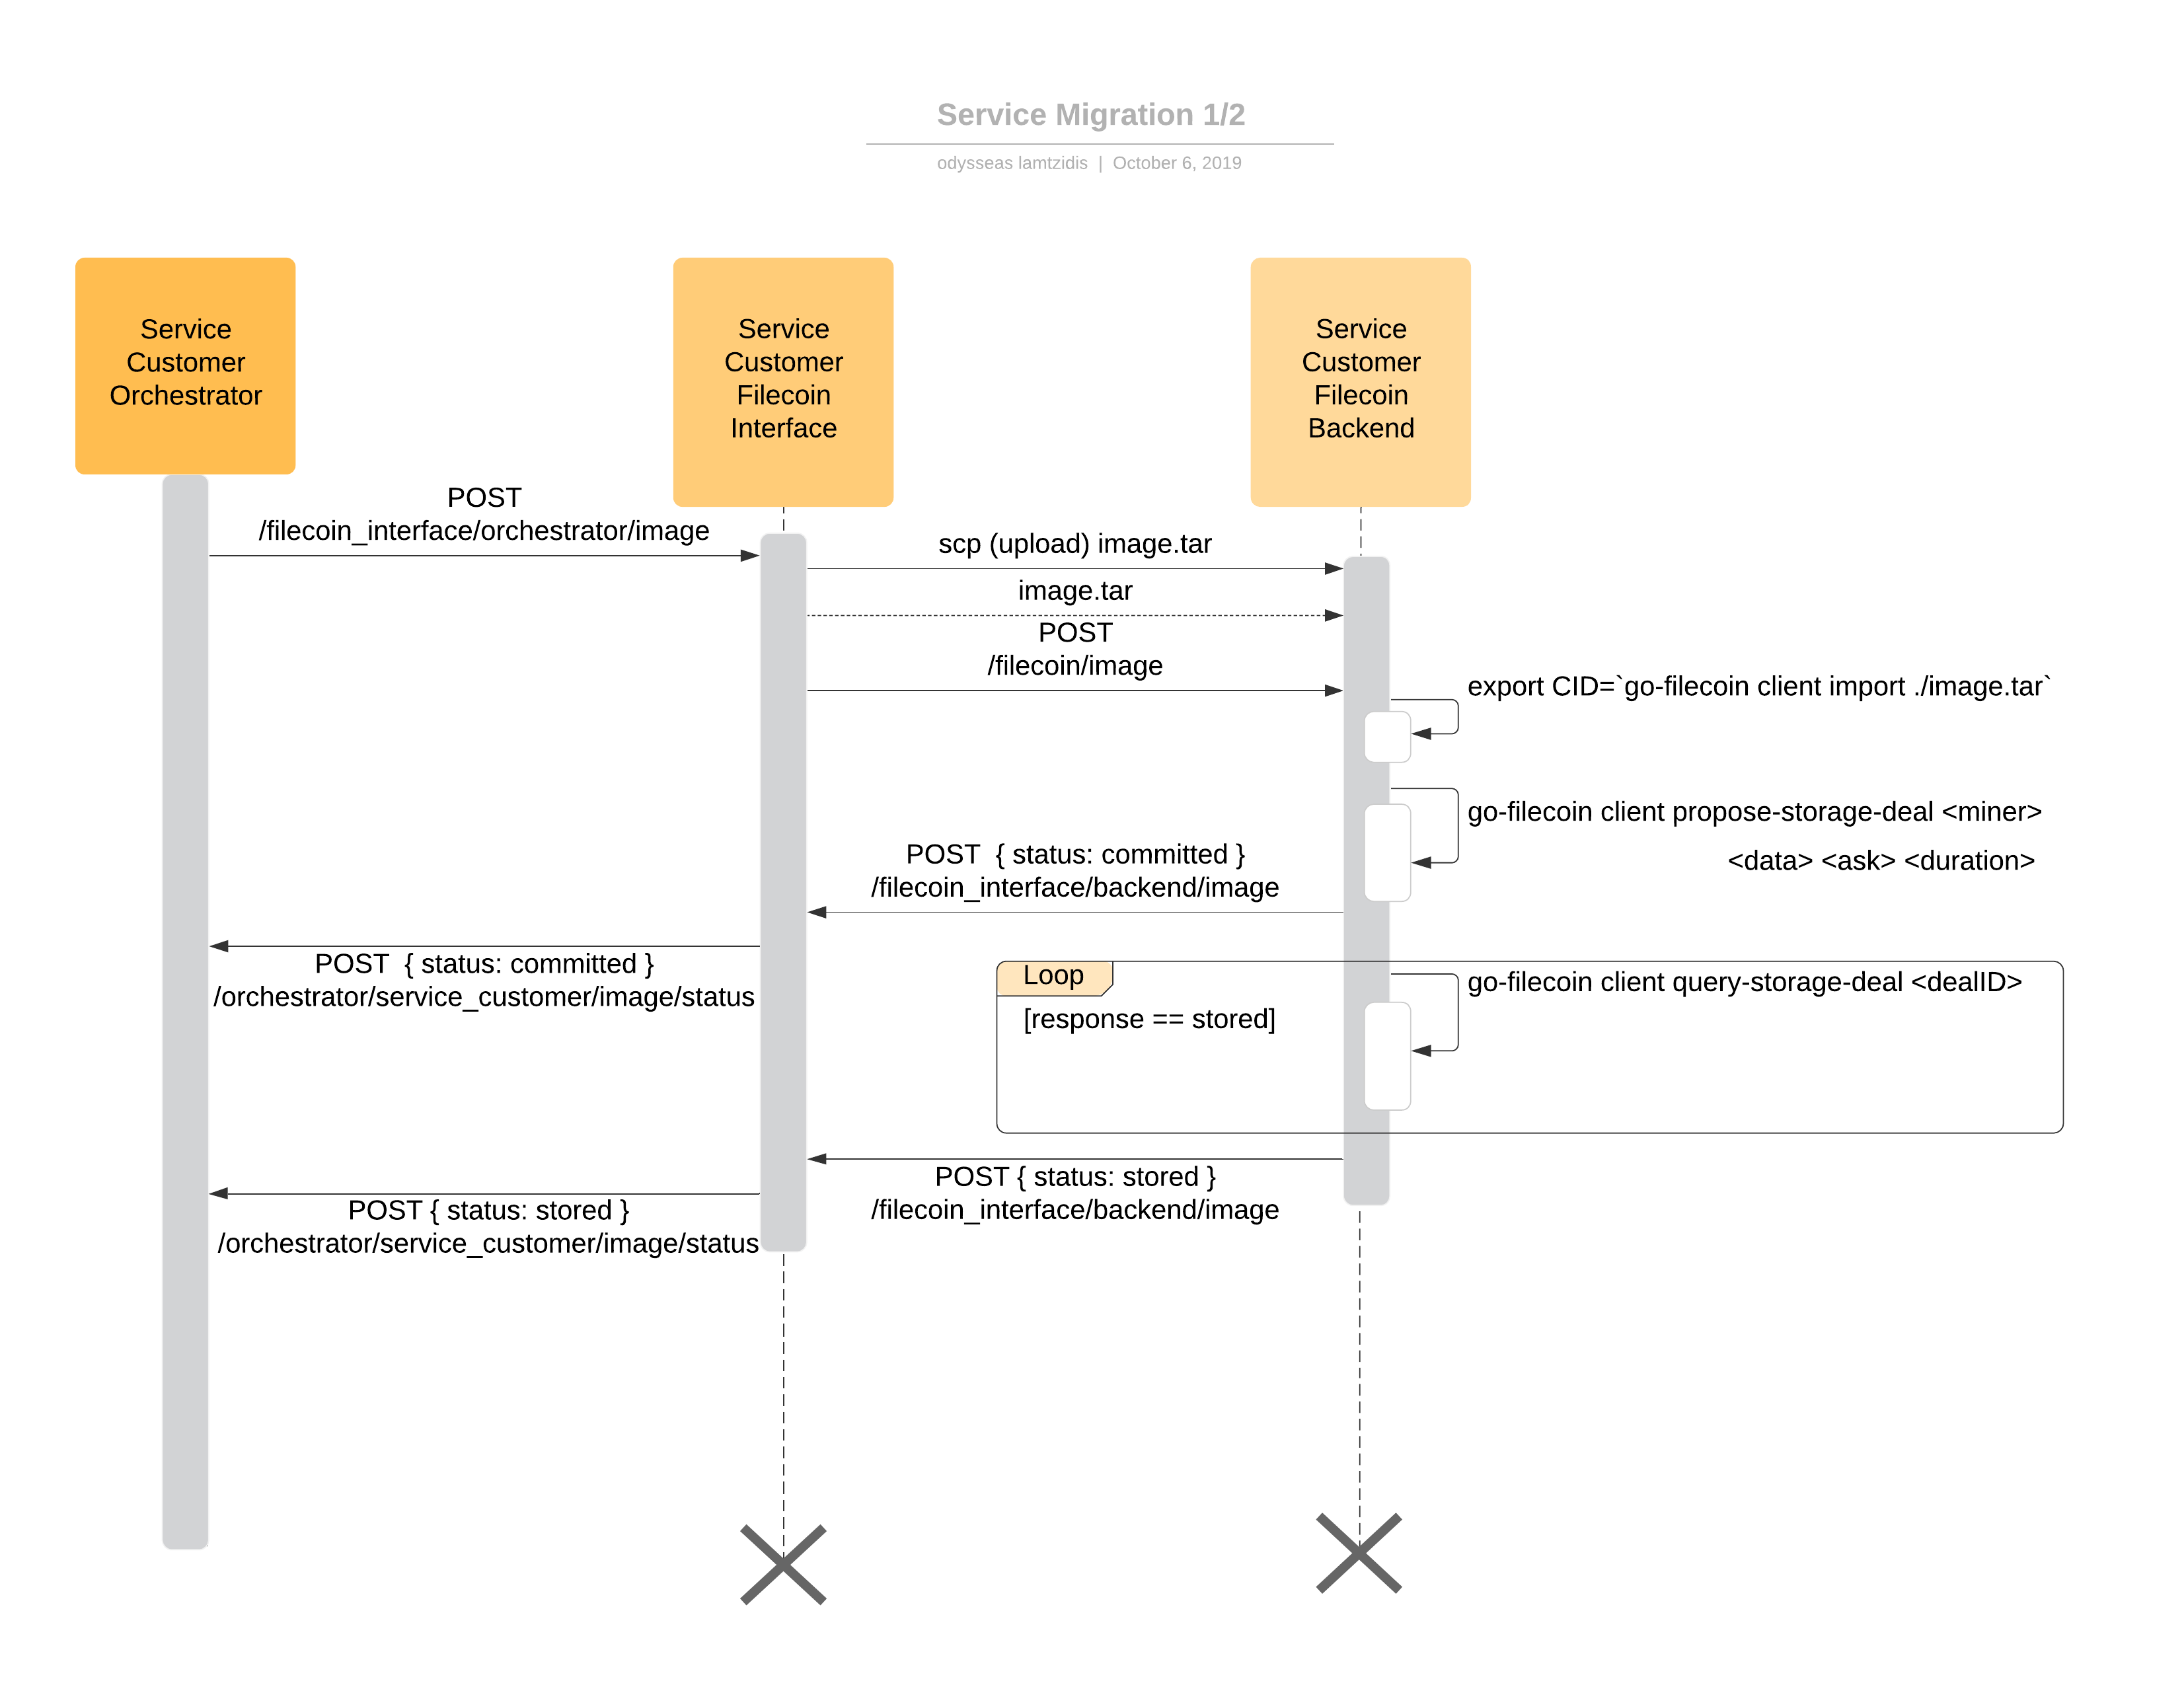 Service Migration 1/2
odysseas lamtzidis | October 6, 2019
Service
Customer
Orchestrator
Service
Customer
Filecoin
Interface
Service
Customer
Filecoin
Backend
POST
/filecoin_interface/orchestrator/image
scp (upload) image.tar
image.tar
POST
/filecoin/image
export CID=`go-filecoin client import ./image.tar`
go-filecoin client propose-storage-deal <miner>
<data> <ask> <duration>
POST { status: committed }
/filecoin_interface/backend/image
POST { status: committed }
/orchestrator/service_customer/image/status
Loop
[response == stored]
go-filecoin client query-storage-deal <dealID>
POST { status: stored }
/filecoin_interface/backend/image
POST { status: stored }
/orchestrator/service_customer/image/status